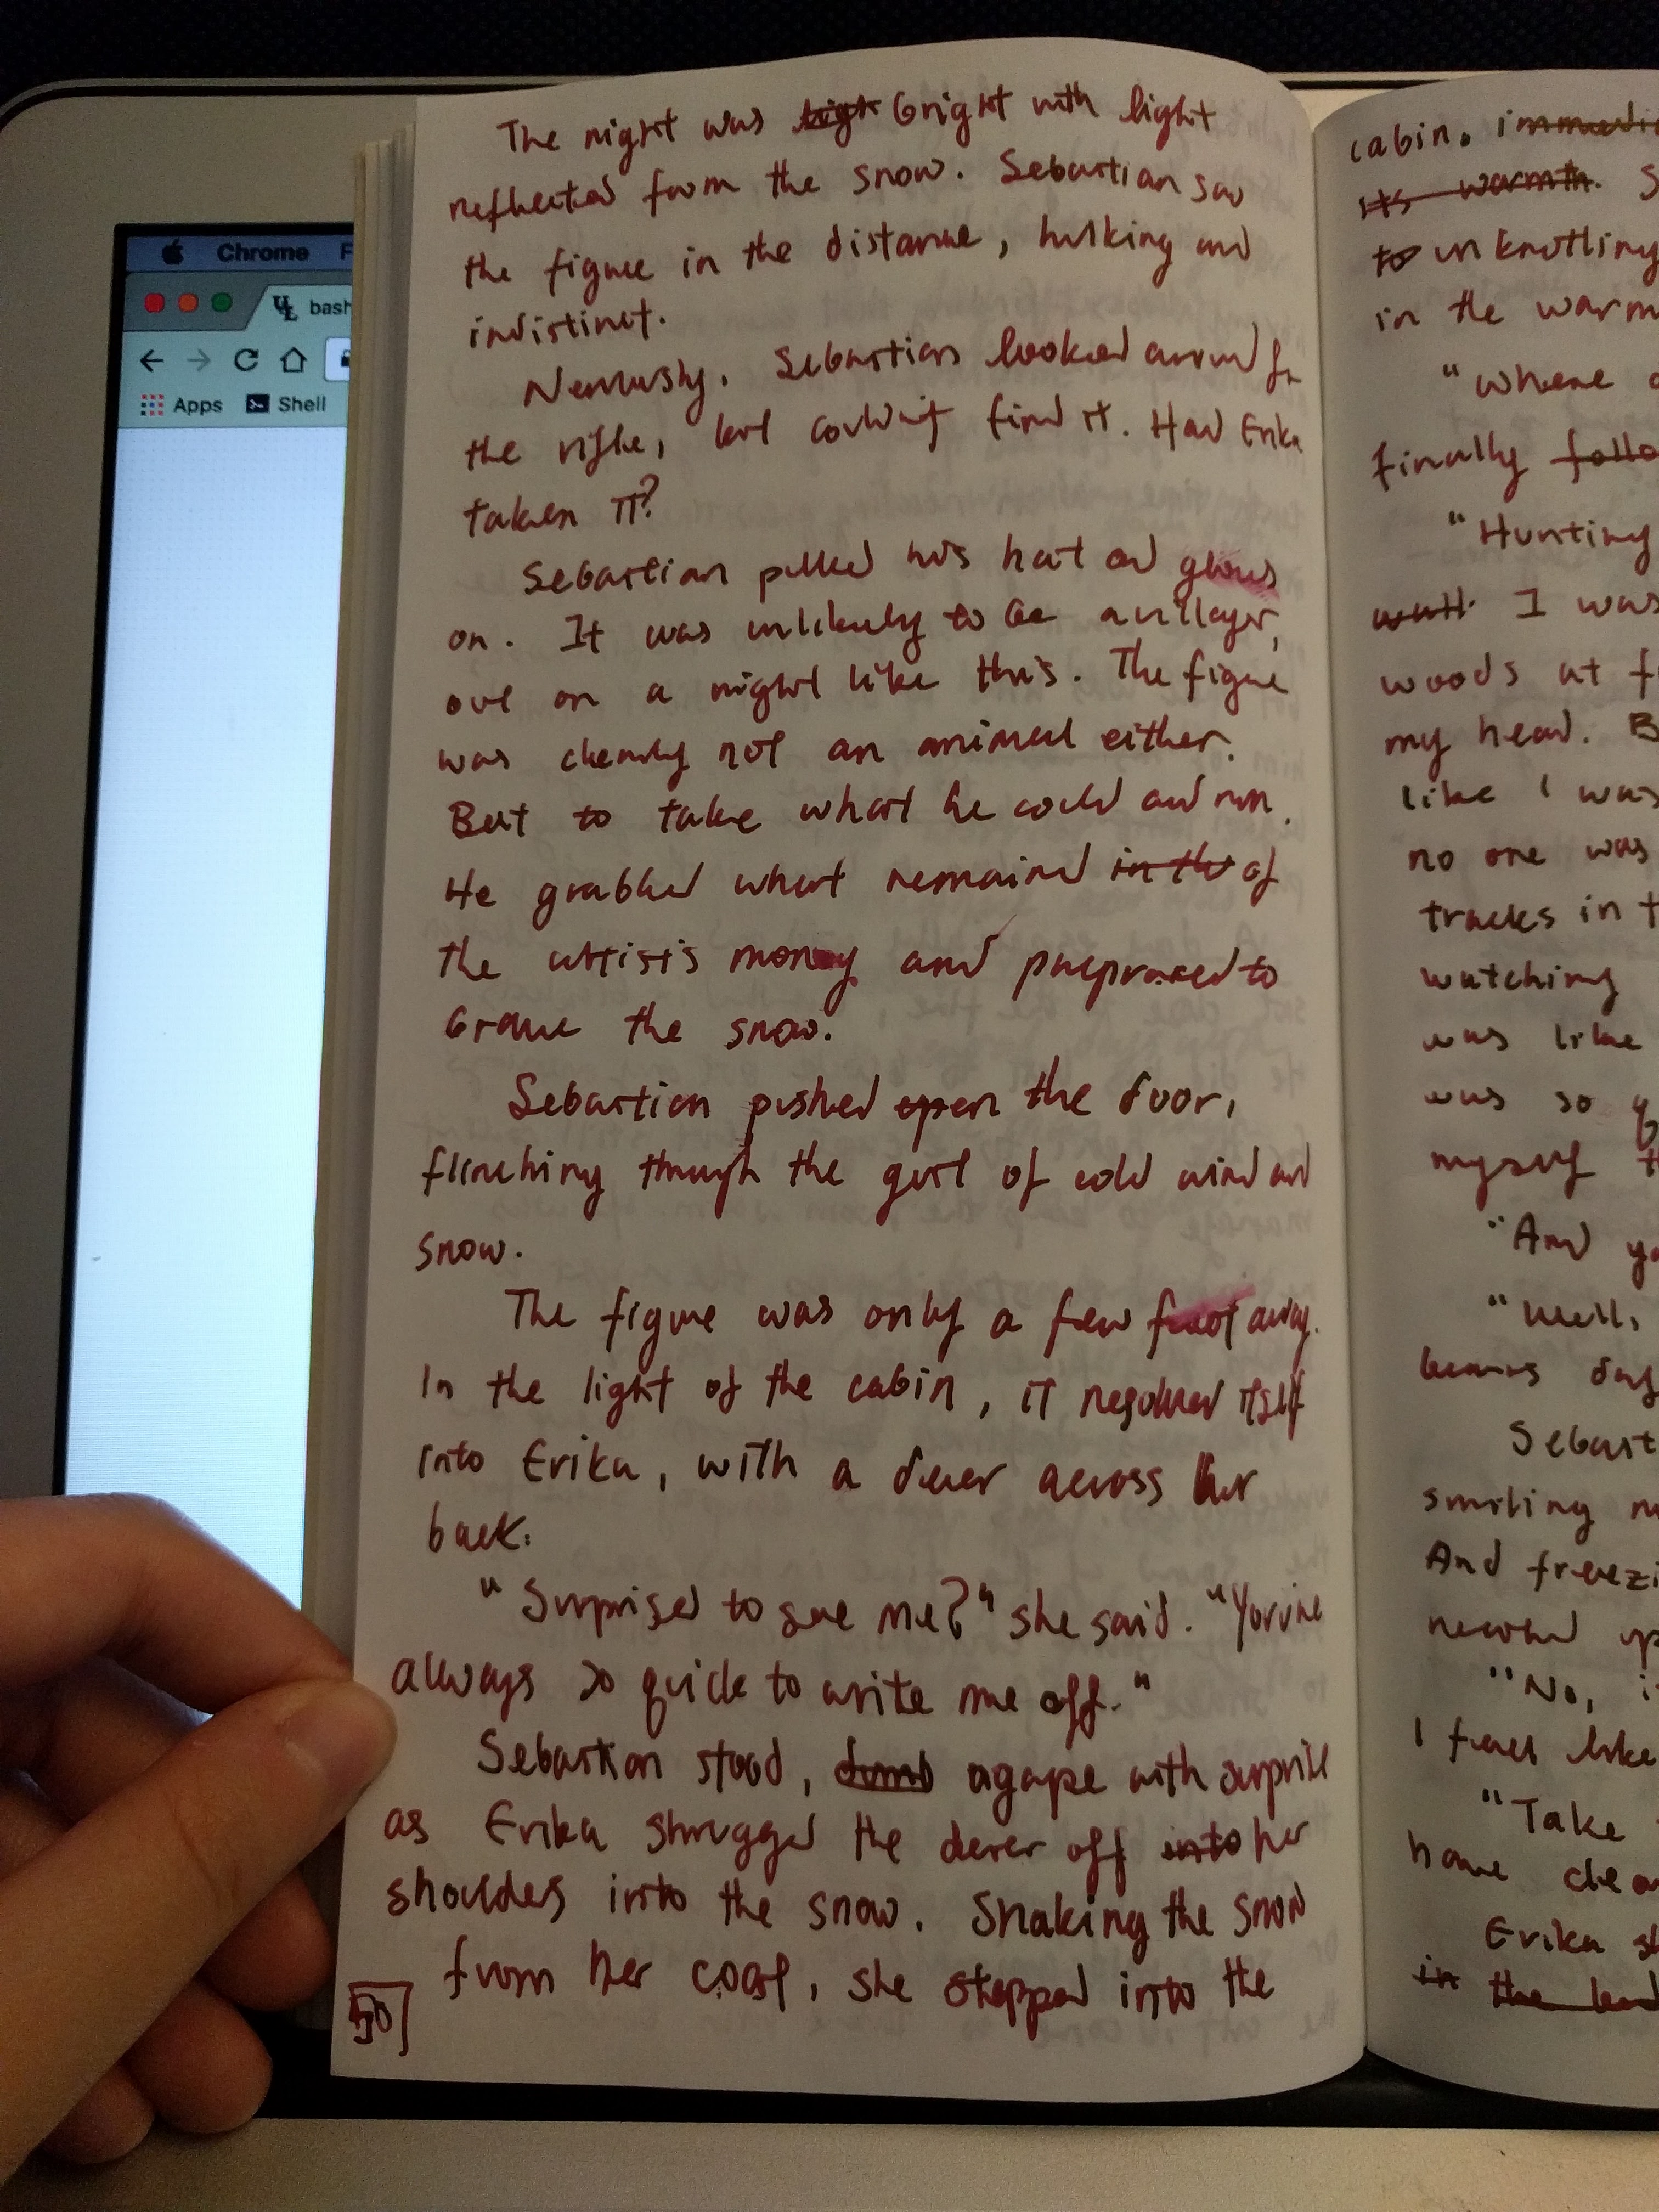 Chrome F
bash
Apps Shell
The night was bright with light
reflected form the snow. Sebastian saw
the figure in the distance, hulking and
indistinct.
Nervously, Sebastian looked around for
the rifle, but couldn't find it. Had Erika
taken it?
Sebastian pulled his hat and gloves
on. It was unlikely to be a villager,
out on a night like this. The figure
was clearly not an animal either.
But to take what he could and run.
He grabbed what remained in the of
the artist's money and preprared to
brave the snow.
Sebastian pushed open the door,
flinching through the gust of cold wind and
snow.
The figure was only a few feet away.
In the light of the cabin, it resolved itself
into Erika, with a deer across her
back.
"Surprised to see me?" she said. "You're
always so quick to write me off."
Sebastian stood, dumb agape with surprise
as Erika shrugged the deer off into her
shoulders into the snow. Shaking the snow
from her coat, she stepped into the
50
cabin. immedi
its warmth. S
to unknotting
in the warm
"Where
finally follo
"Hunting
wall. I was
woods at f
my head. B
like I was
no one was
tracks in t
watching
was like
was so q
myself t
"And yo
"Well,
leaves day
Sebast
smiling n
And freezi
newed up
"No, i
I feel like
"Take
have clea
Erika s
in the lea